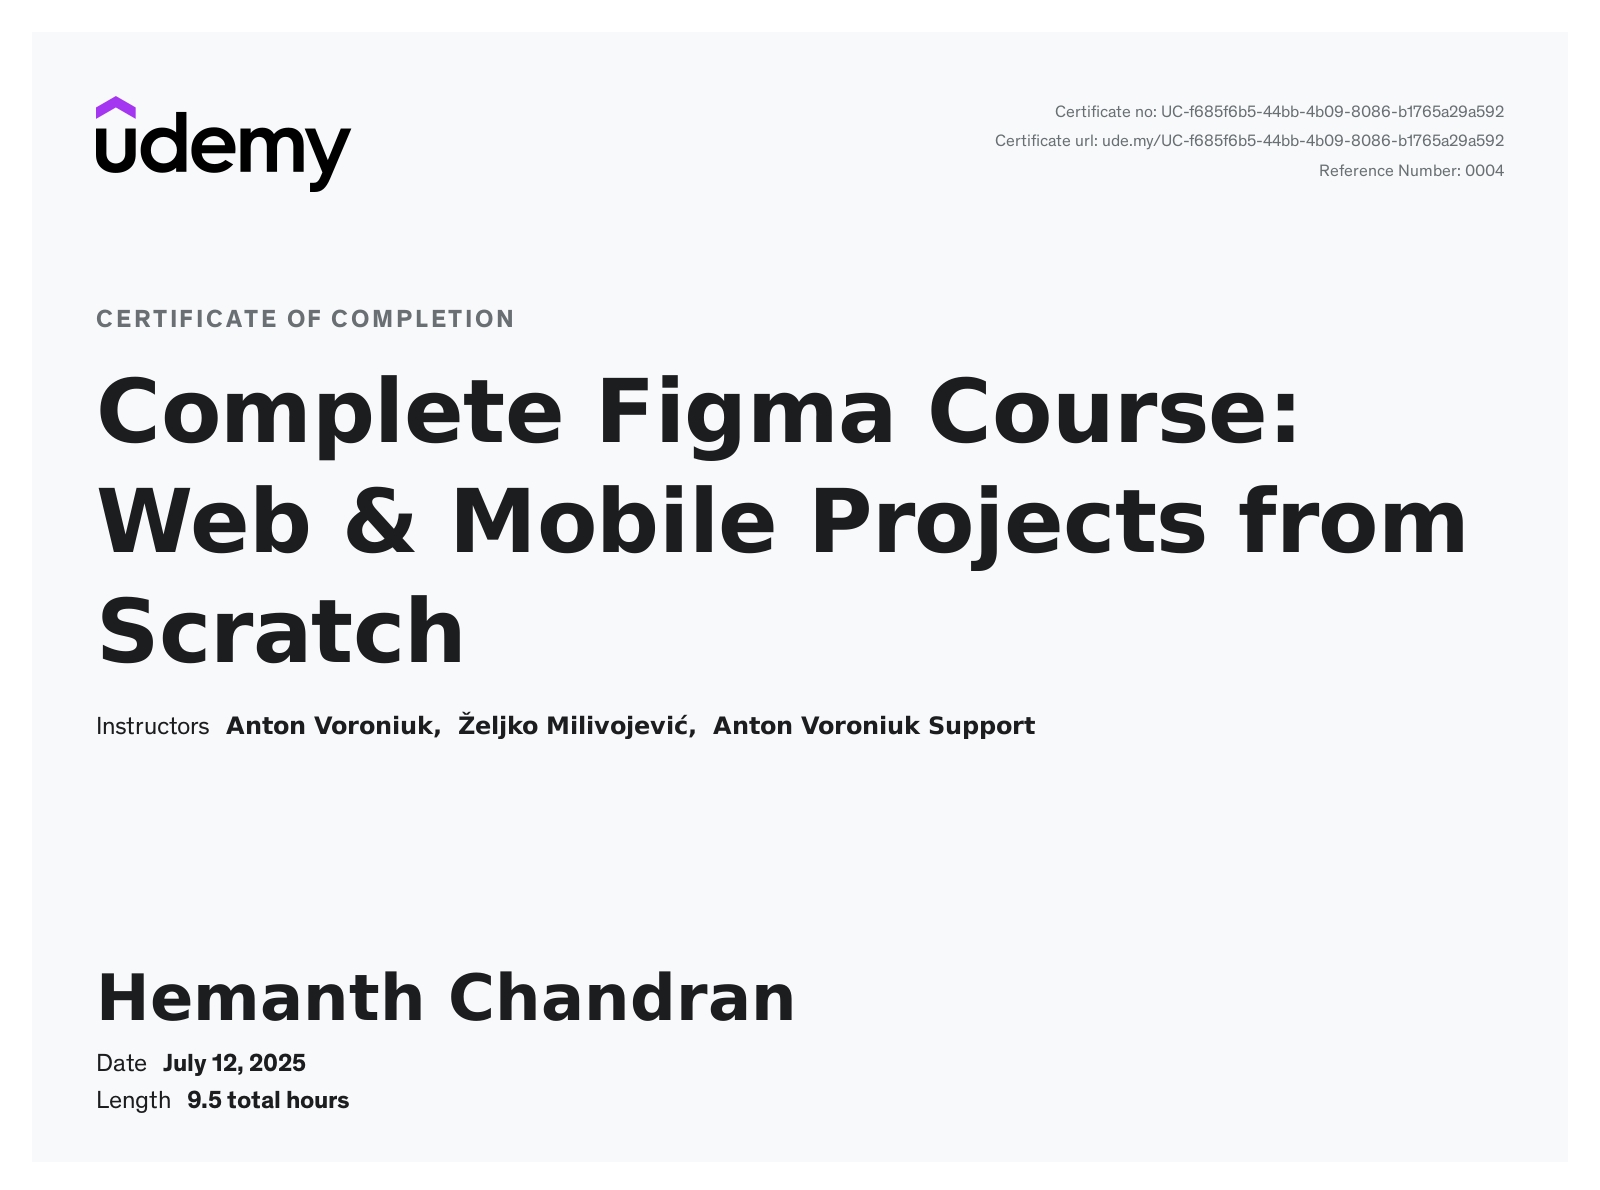 udemy
Certificate no: UC-f685f6b5-44bb-4b09-8086-b1765a29a592
Certificate url: ude.my/UC-f685f6b5-44bb-4b09-8086-b1765a29a592
Reference Number: 0004
CERTIFICATE OF COMPLETION
Complete Figma Course:
Web & Mobile Projects from
Scratch
Instructors Anton Voroniuk, Željko Milivojević, Anton Voroniuk Support
Hemanth Chandran
Date July 12, 2025
Length 9.5 total hours